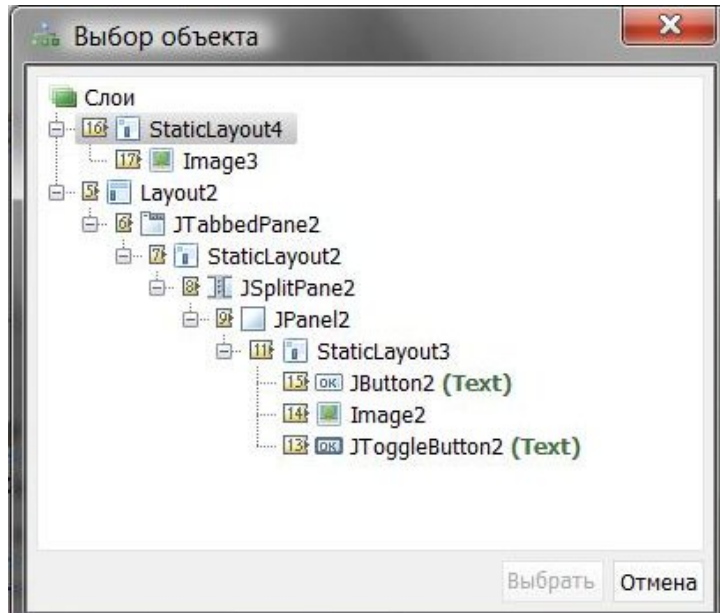 Выбор объекта
Слои
16 StaticLayout4
17 Image3
5 Layout2
6 JTabbedPane2
7 StaticLayout2
8 JSplitPane2
9 JPanel2
11 StaticLayout3
15 OK JButton2 (Text)
14 Image2
13 OK JToggleButton2 (Text)
Выбрать Отмена